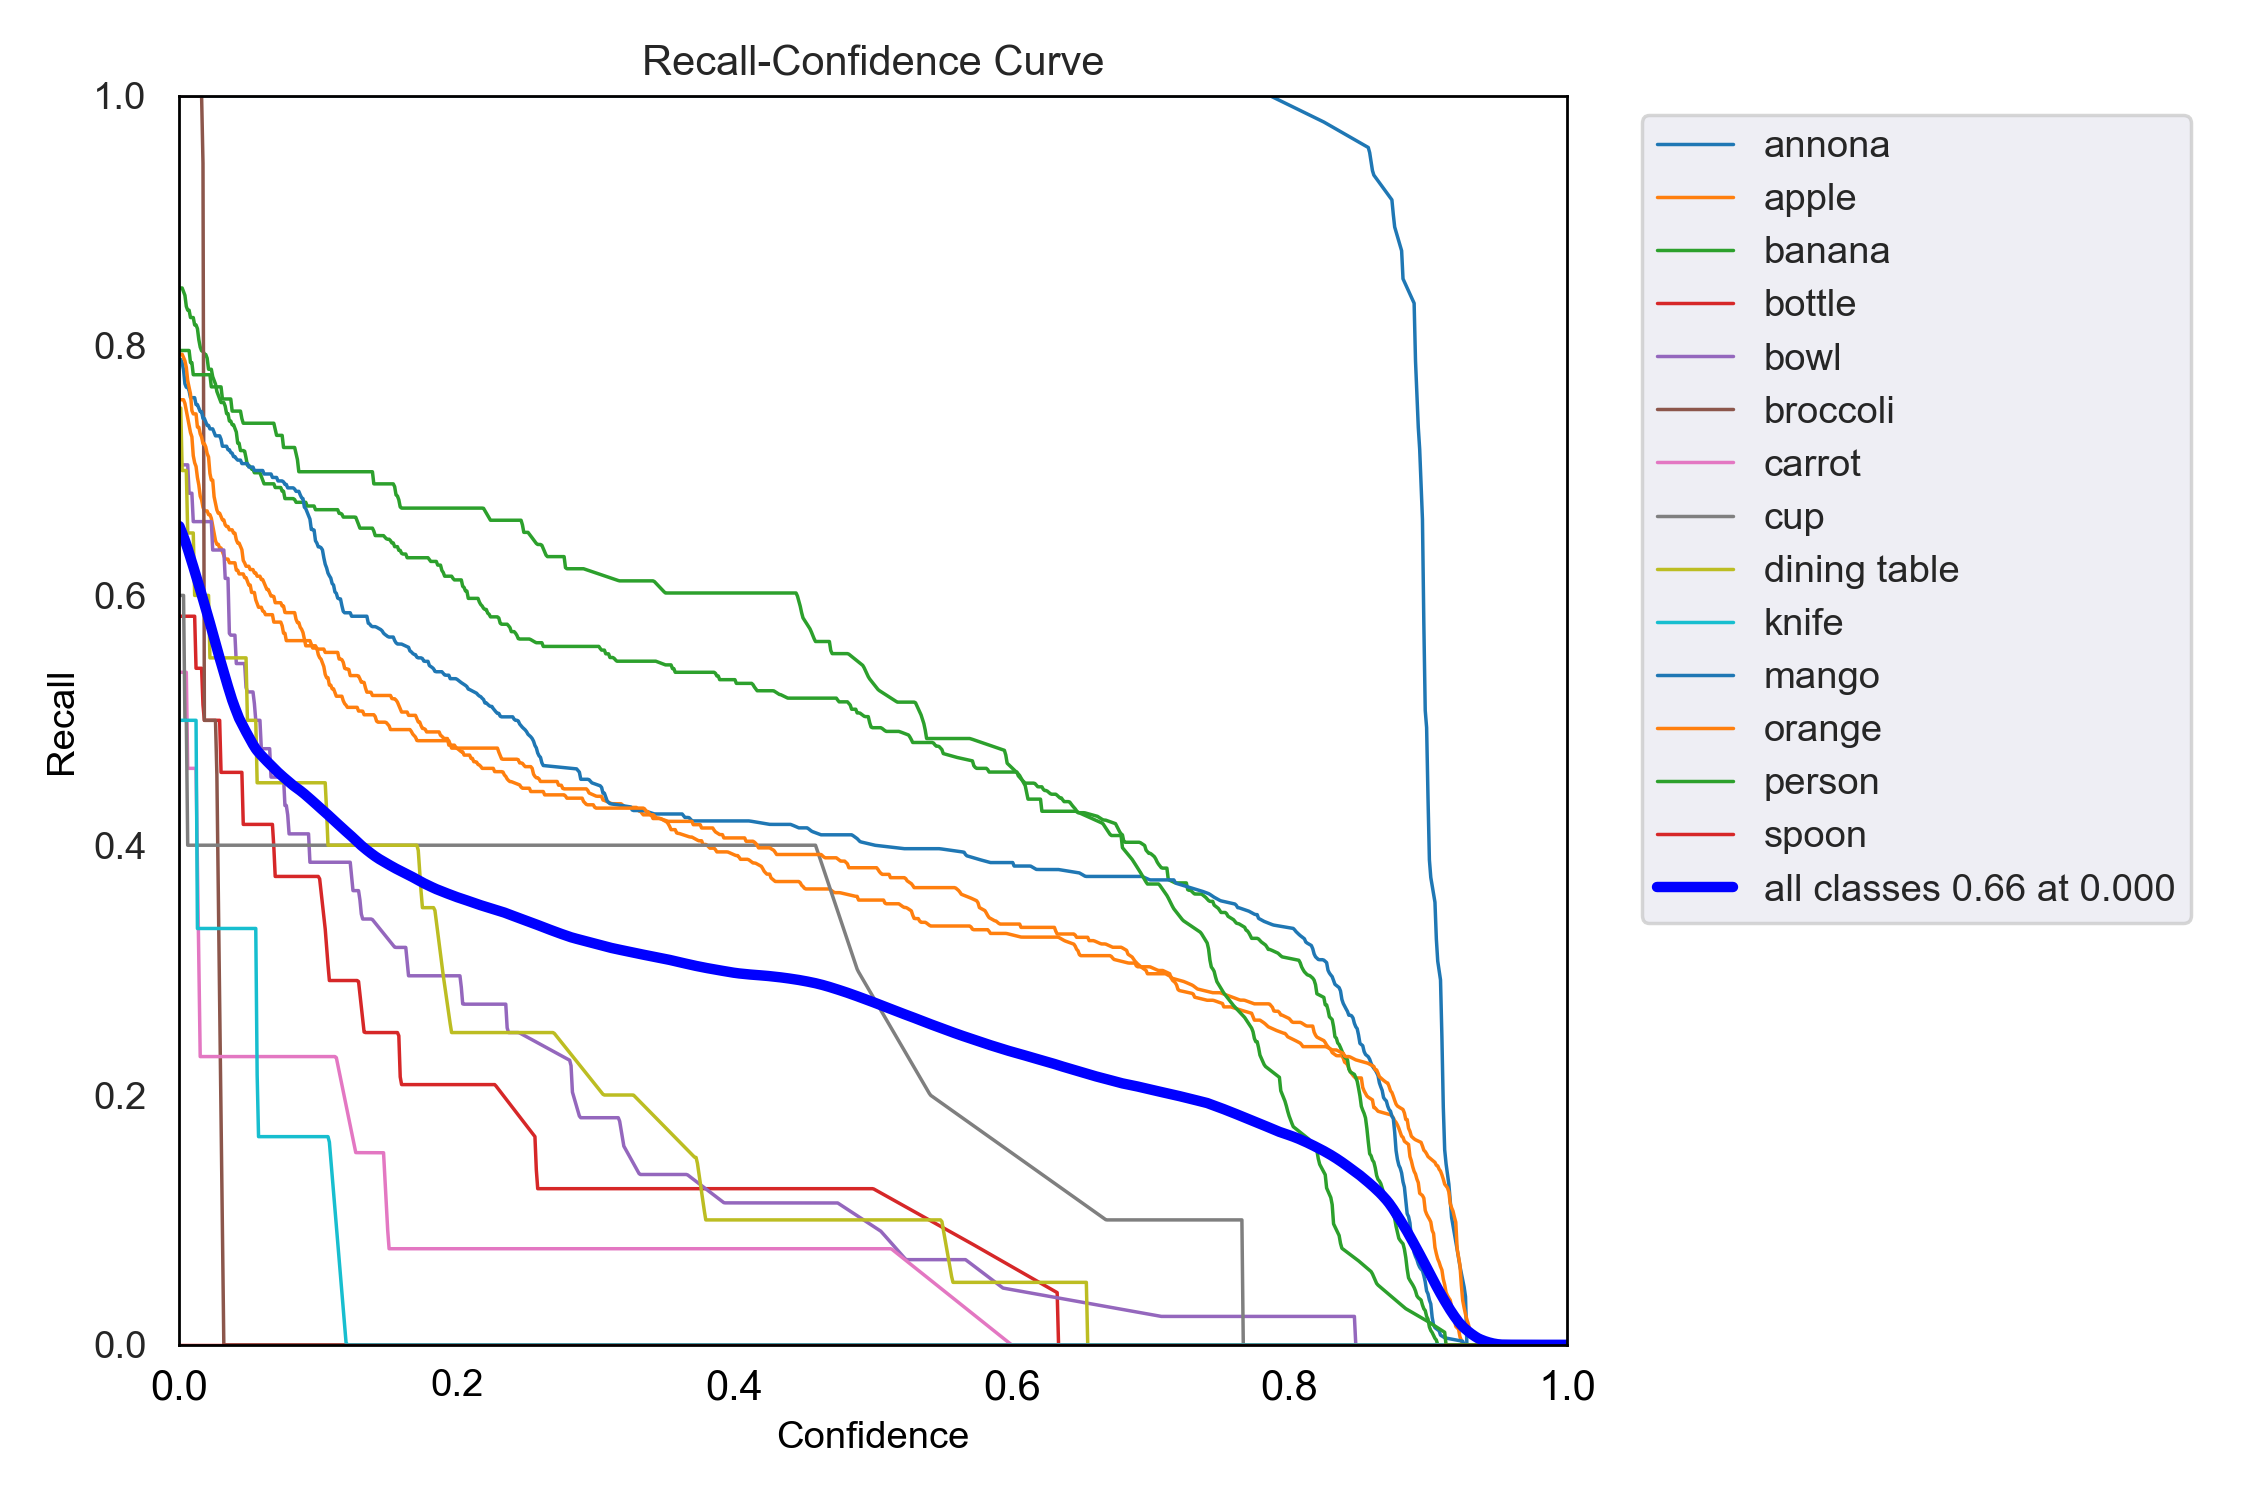 Recall-Confidence Curve
1.0
0.8
0.6
0.4
0.2
0.0
Recall
0.0 0.2 0.4 0.6 0.8 1.0
Confidence
annona
apple
banana
bottle
bowl
broccoli
carrot
cup
dining table
knife
mango
orange
person
spoon
all classes 0.66 at 0.000